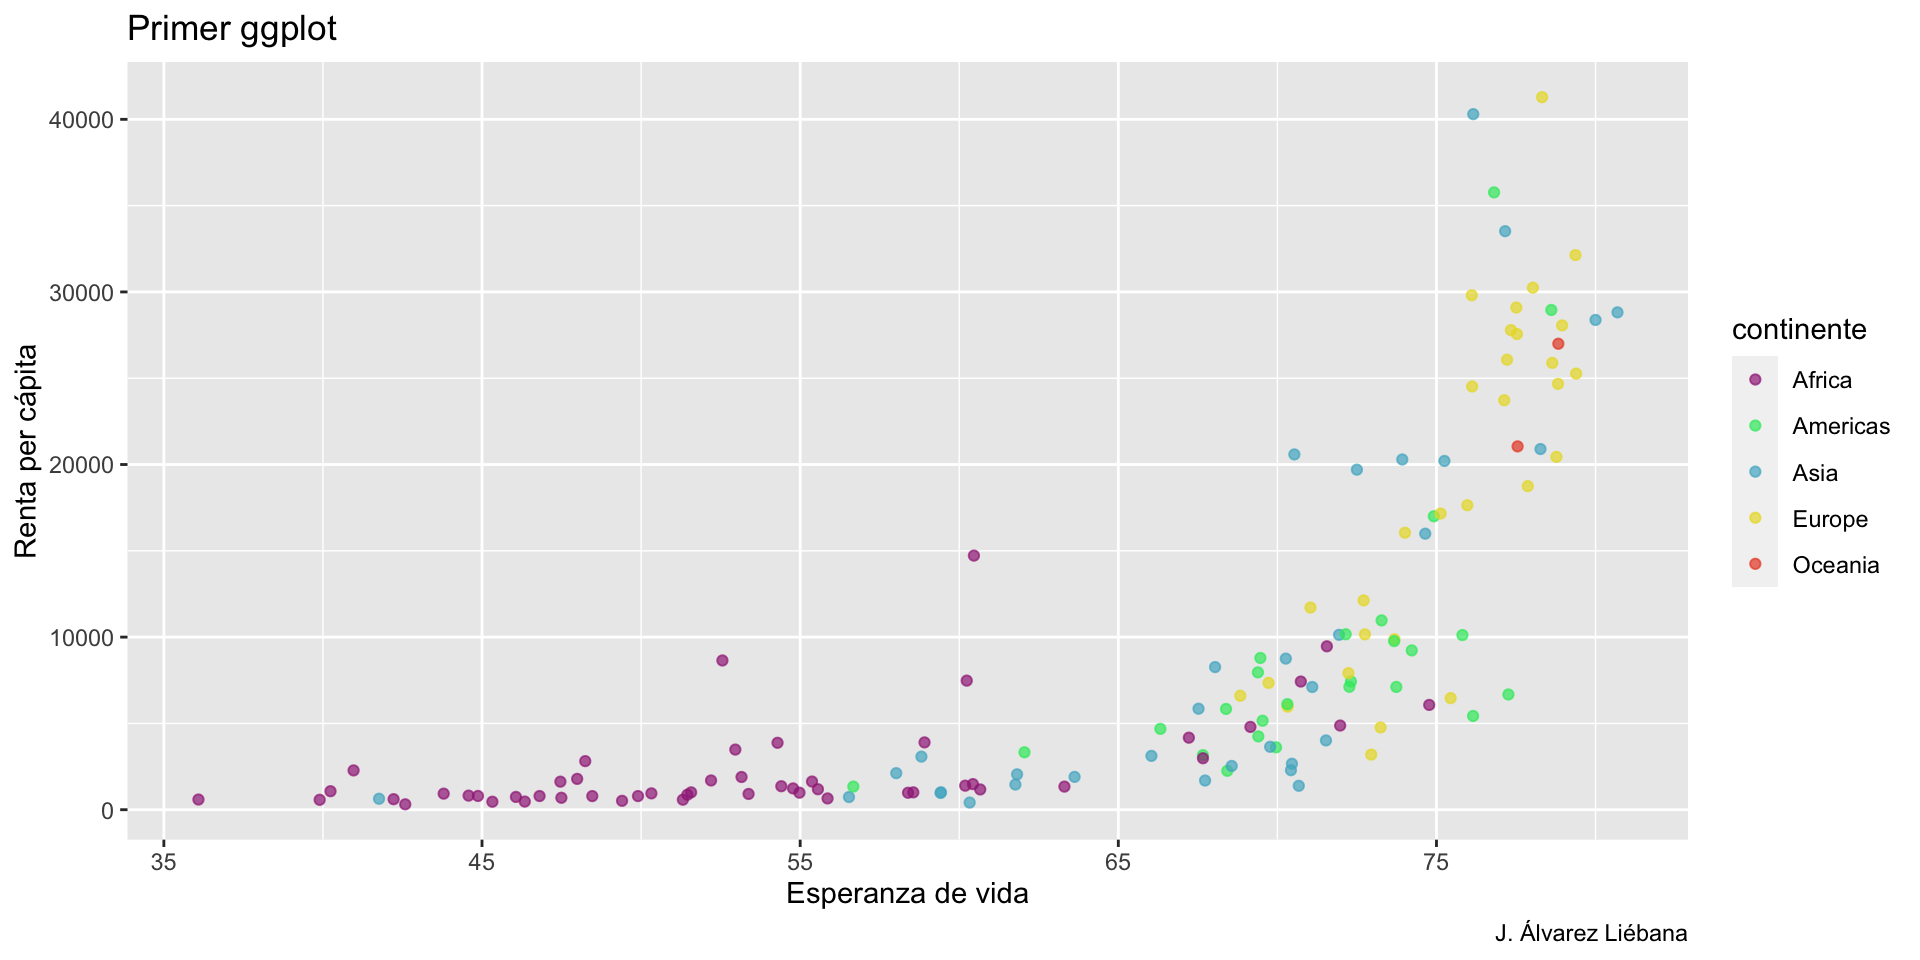 Primer ggplot
Renta per cápita
40000
30000
20000
10000
0
35 45 55 65 75
Esperanza de vida
continente
Africa
Americas
Asia
Europe
Oceania
J. Álvarez Liébana